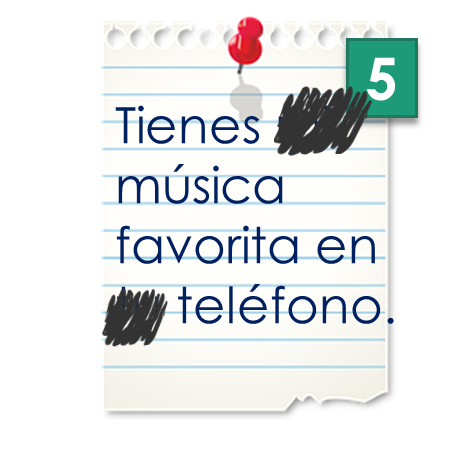 5
Tienes
música
favorita en
teléfono.